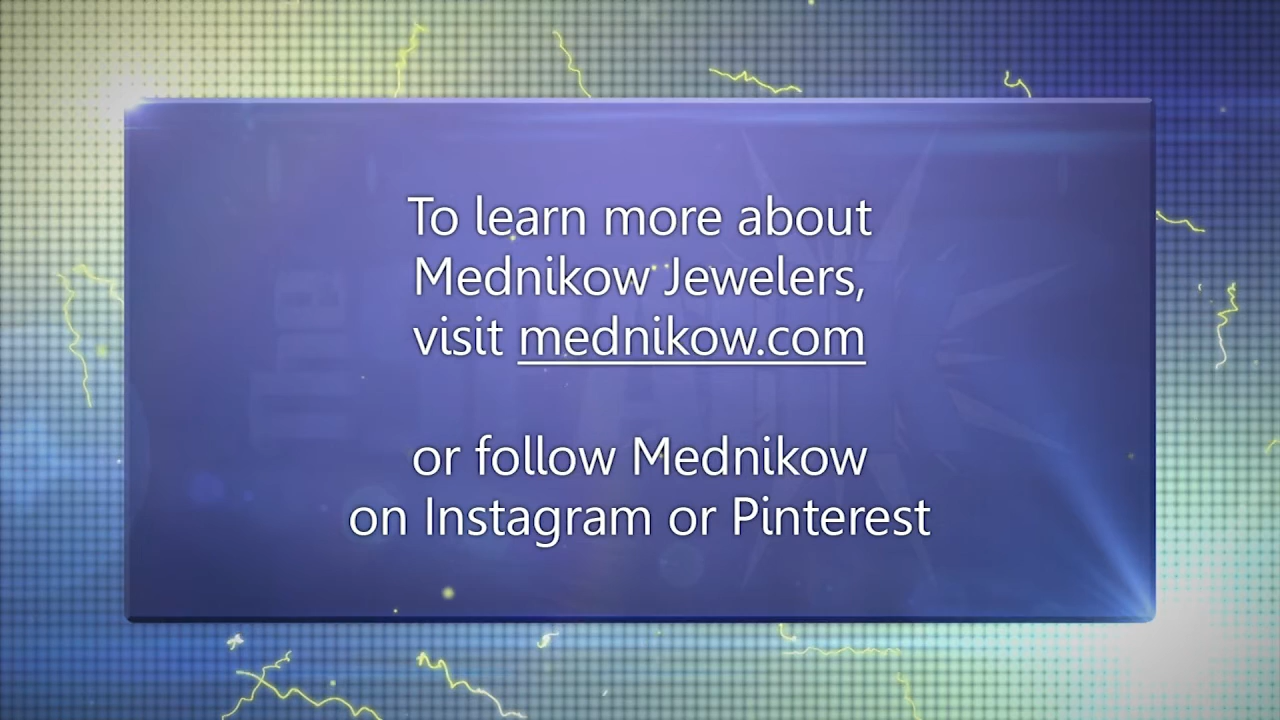 To learn more about
Mednikow Jewelers,
visit mednikow.com
or follow Mednikow
on Instagram or Pinterest